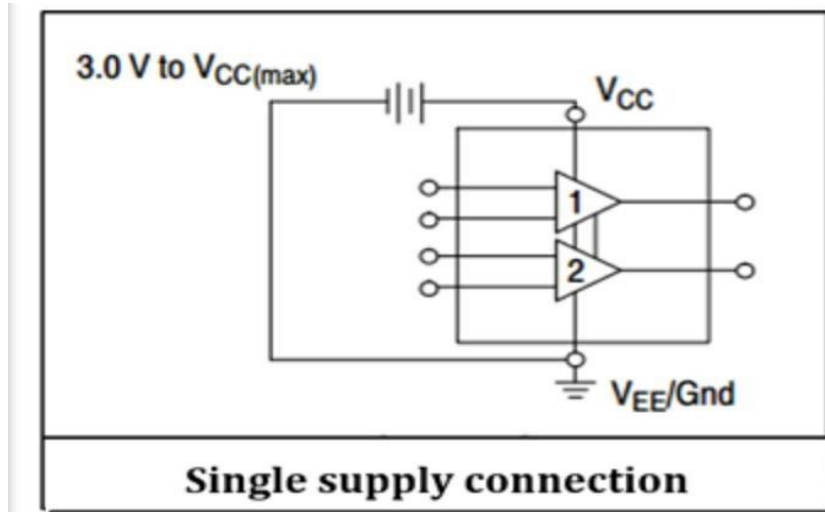 3.0 V to VCC(max)
VCC
1
2
VEE/Gnd
Single supply connection